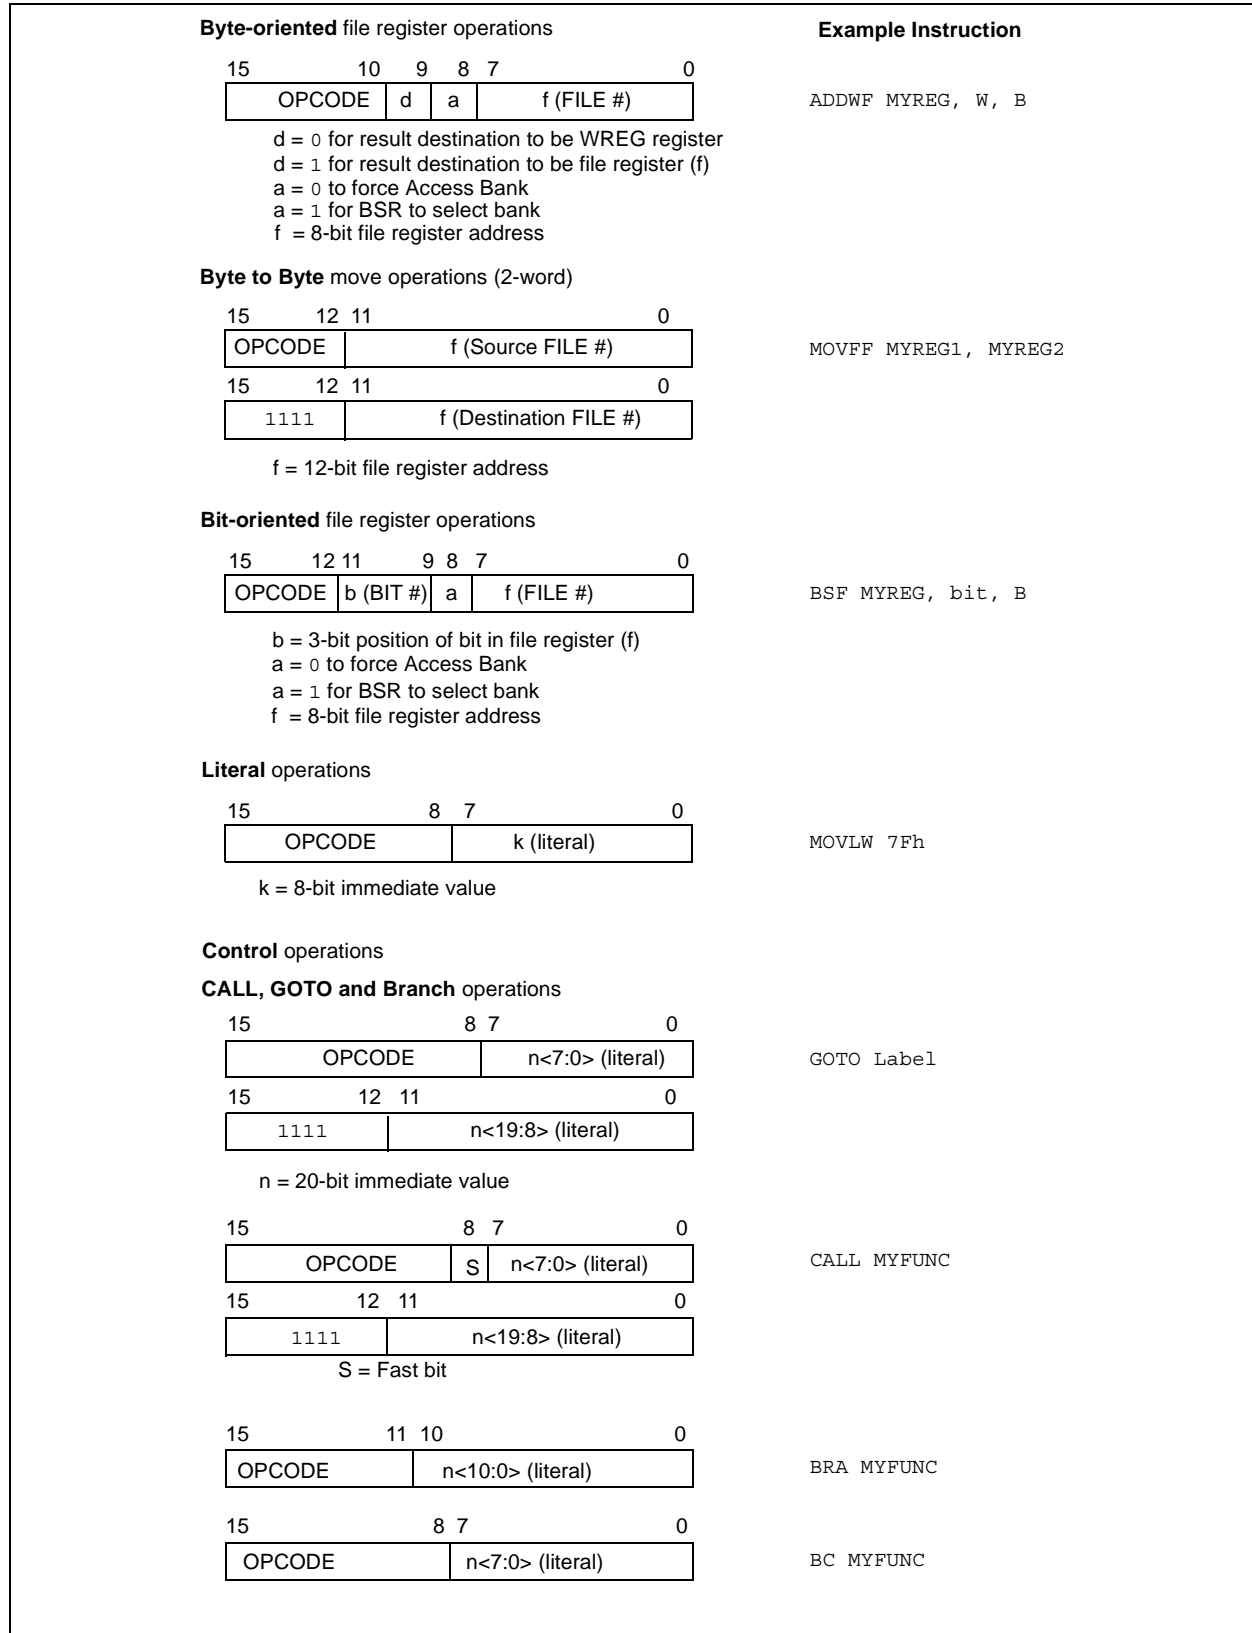 Byte-oriented file register operations Example Instruction
15 10 9 8 7 0
OPCODE d a f (FILE #) ADDWF MYREG, W, B
d = 0 for result destination to be WREG register
d = 1 for result destination to be file register (f)
a = 0 to force Access Bank
a = 1 for BSR to select bank
f = 8-bit file register address
Byte to Byte move operations (2-word)
15 12 11 0
OPCODE f (Source FILE #) MOVFF MYREG1, MYREG2
15 12 11 0
1111 f (Destination FILE #)
f = 12-bit file register address
Bit-oriented file register operations
15 12 11 9 8 7 0
OPCODE b (BIT #) a f (FILE #) BSF MYREG, bit, B
b = 3-bit position of bit in file register (f)
a = 0 to force Access Bank
a = 1 for BSR to select bank
f = 8-bit file register address
Literal operations
15 8 7 0
OPCODE k (literal) MOVLW 7Fh
k = 8-bit immediate value
Control operations
CALL, GOTO and Branch operations
15 8 7 0
OPCODE n<7:0> (literal) GOTO Label
15 12 11 0
1111 n<19:8> (literal)
n = 20-bit immediate value
15 8 7 0
OPCODE S n<7:0> (literal) CALL MYFUNC
15 12 11 0
1111 n<19:8> (literal)
S = Fast bit
15 11 10 0
OPCODE n<10:0> (literal) BRA MYFUNC
15 8 7 0
OPCODE n<7:0> (literal) BC MYFUNC